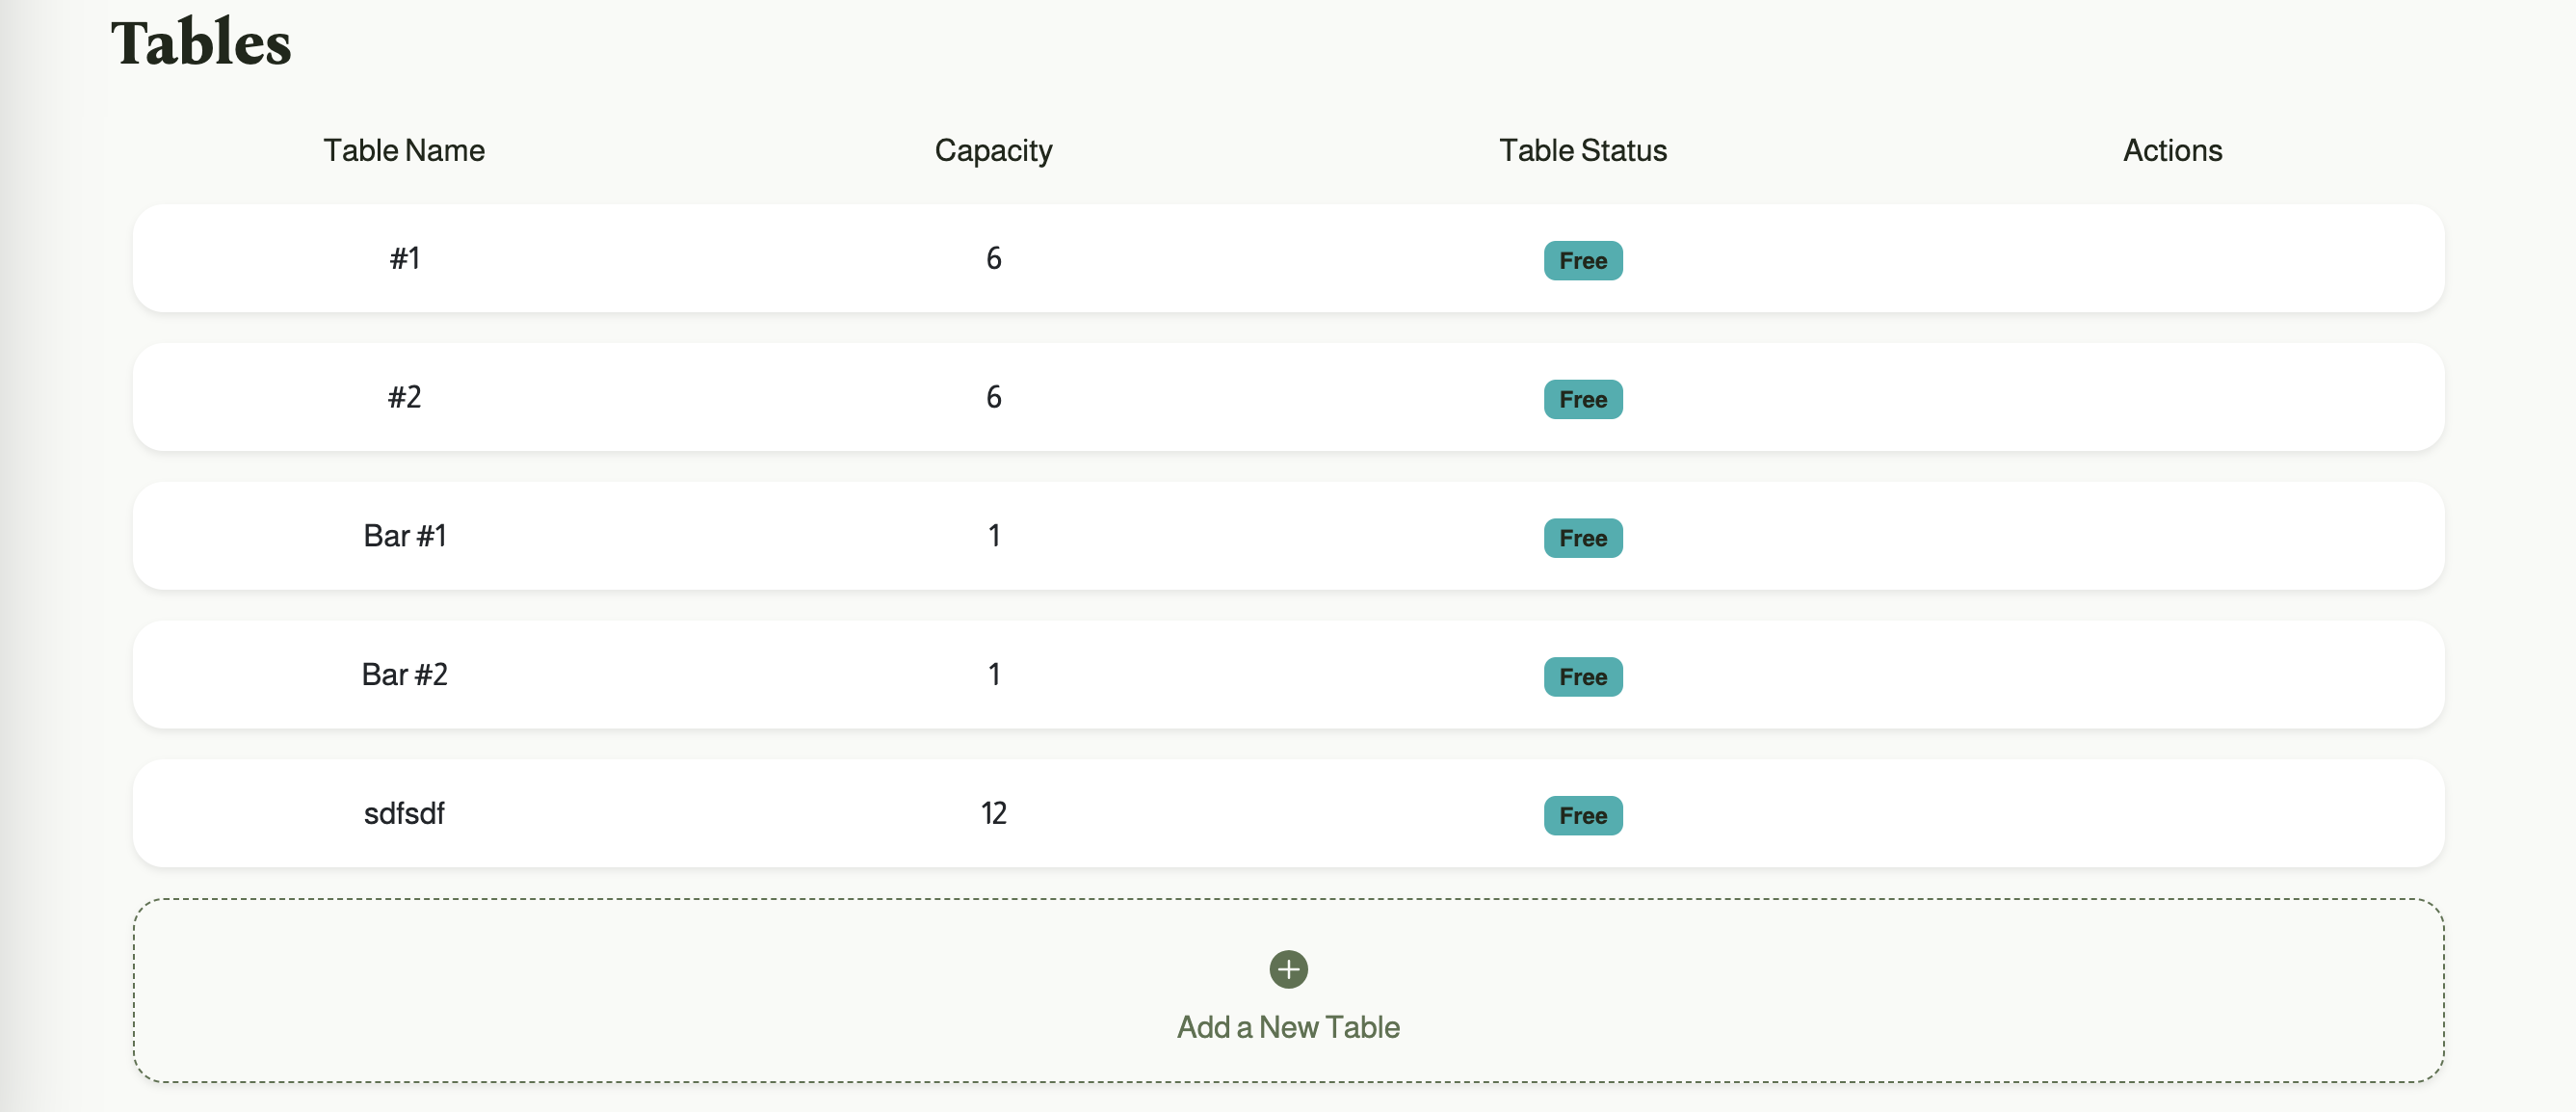 Tables
Table Name Capacity Table Status Actions
#1 6 Free
#2 6 Free
Bar #1 1 Free
Bar #2 1 Free
sdfsdf 12 Free
Add a New Table